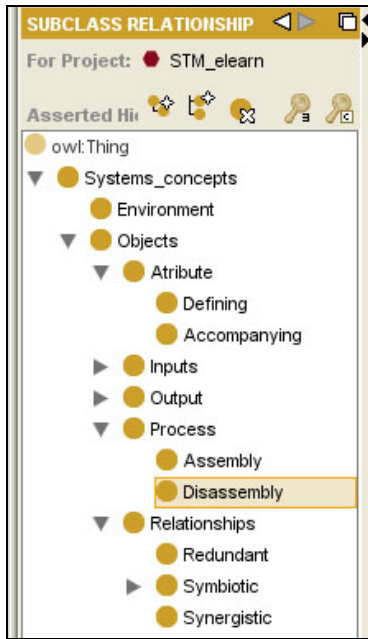 SUBCLASS RELATIONSHIP
For Project: STM_elearn
Asserted Hi
owl:Thing
Systems_concepts
Environment
Objects
Atribute
Defining
Accompanying
Inputs
Output
Process
Assembly
Disassembly
Relationships
Redundant
Symbiotic
Synergistic